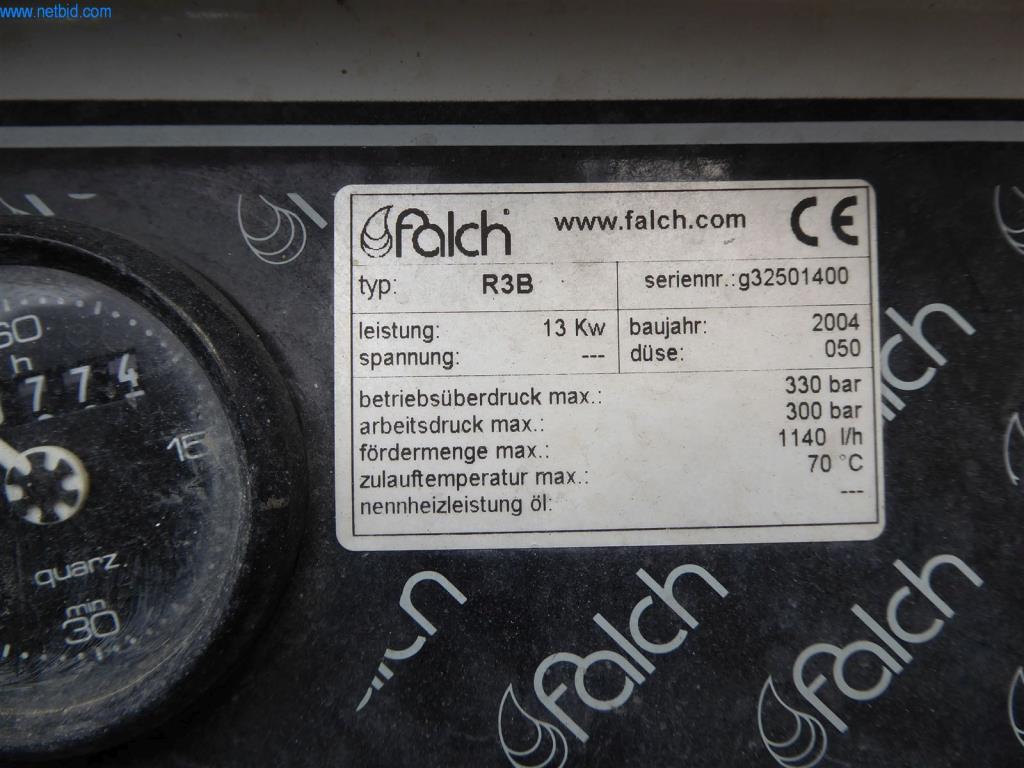 www.netbid.com
falch www.falch.com CE
typ: R3B seriennr.:g32501400
leistung: 13 Kw baujahr: 2004
spannung: --- düse: 050
betriebsüberdruck max.: 330 bar
arbeitsdruck max.: 300 bar
fördermenge max.: 1140 l/h
zulauftemperatur max.: 70 °C
nennheizleistung öl: ---
60
h
774
15
quarz
min
30
falch
falch